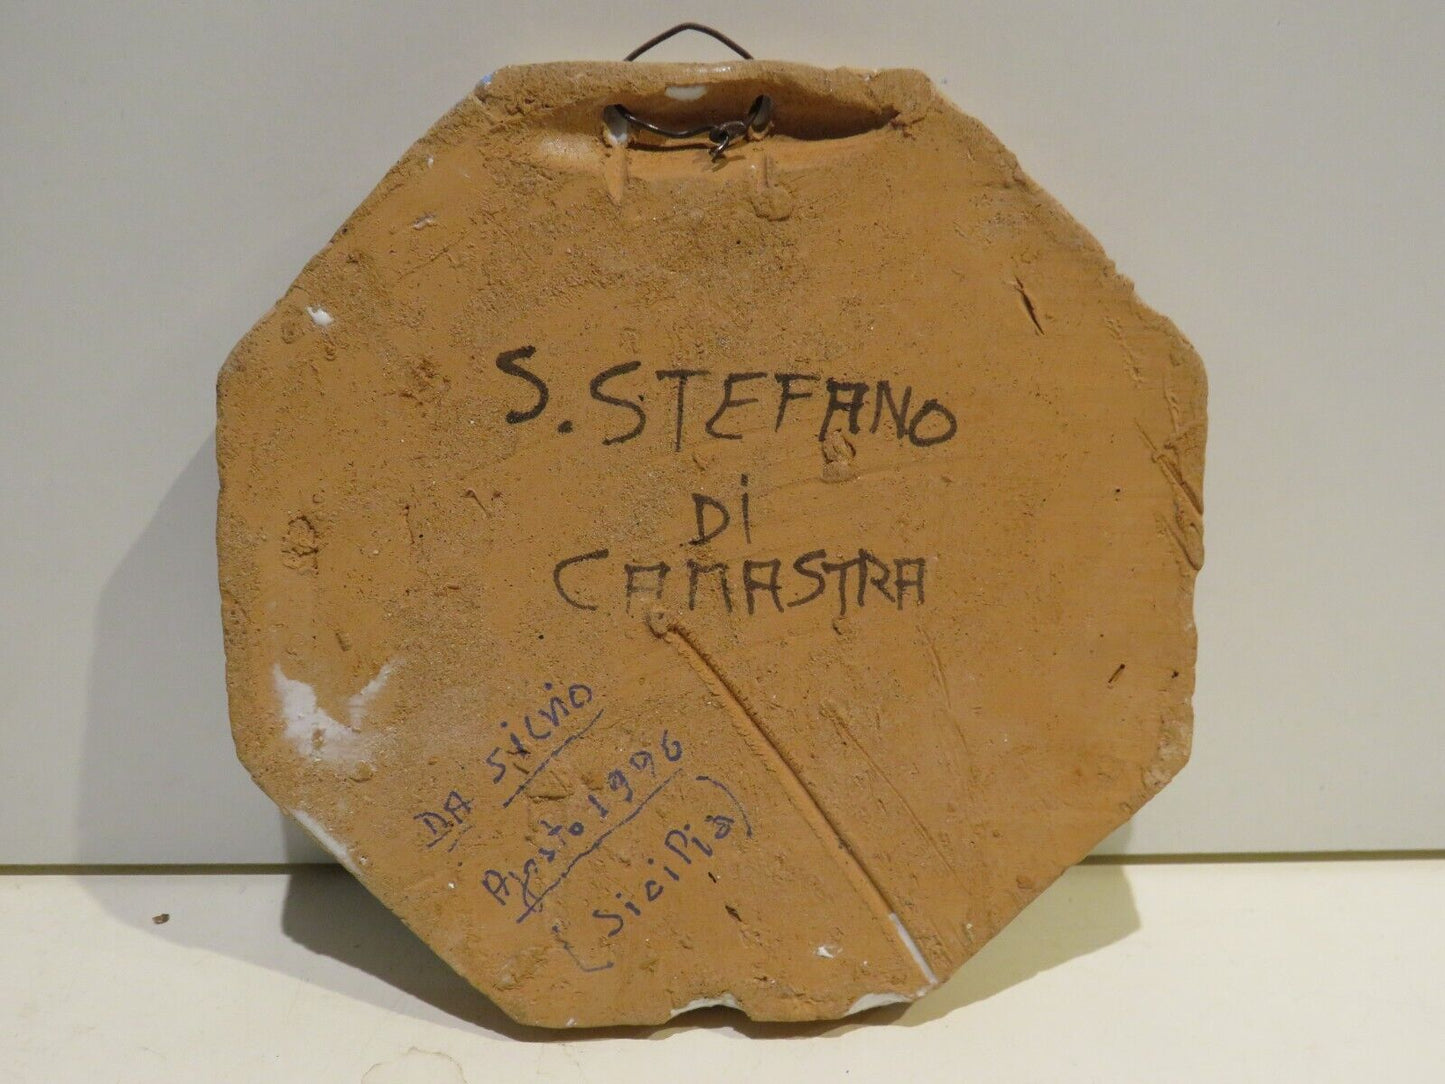 S. STEFANO
Di
CAMASTRA
DA Silvio
Agosto 1996
(Sicilia)